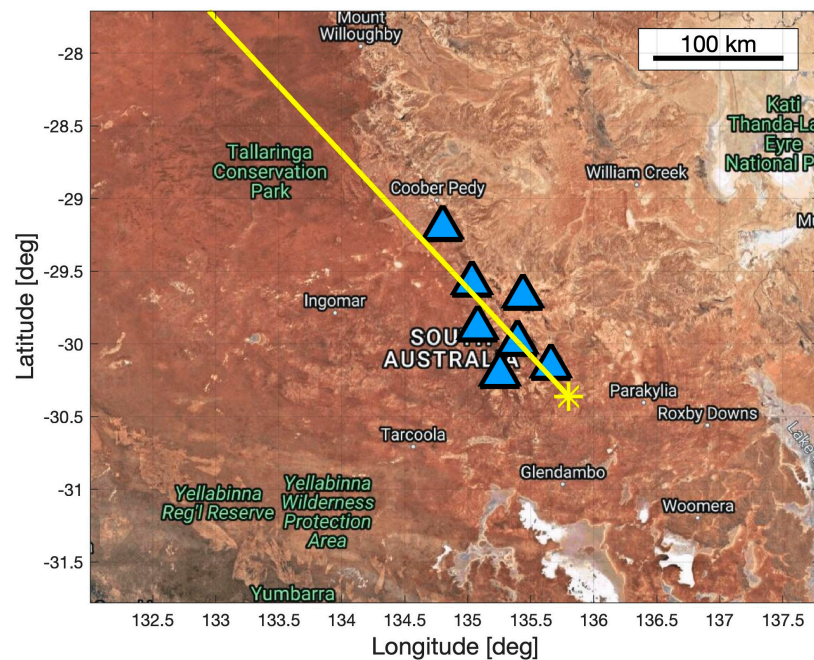 Mount
Willoughby
100 km
Kati
Thanda-La
Eyre
National P
Tallaringa
Conservation
Park
William Creek
Coober Pedy
Mu
Ingomar
SOUTH
AUSTRALIA
Parakylia
Roxby Downs
Lake
Tarcoola
Glendambo
Yellabinna
Reg'l Reserve
Yellabinna
Wilderness
Protection
Area
Woomera
Yumbarra
-28
-28.5
-29
-29.5
-30
-30.5
-31
-31.5
Latitude [deg]
132.5
133
133.5
134
134.5
135
135.5
136
136.5
137
137.5
Longitude [deg]